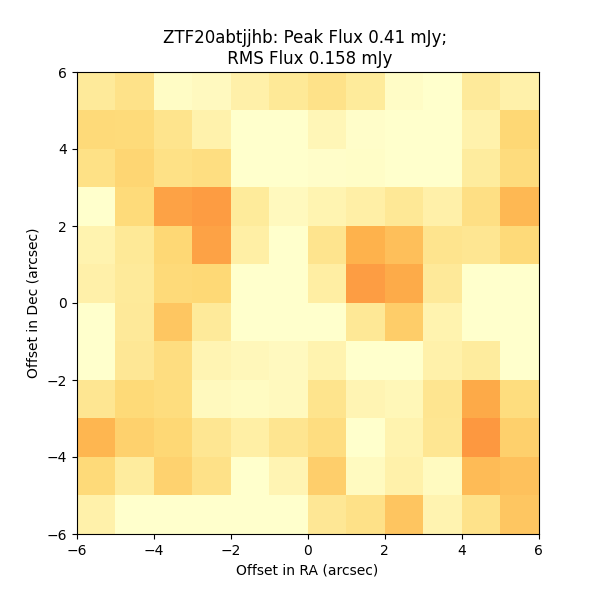 ZTF20abtjjhb: Peak Flux 0.41 mJy;
RMS Flux 0.158 mJy
6
4
2
0
−2
−4
−6
Offset in Dec (arcsec)
−6 −4 −2 0 2 4 6
Offset in RA (arcsec)